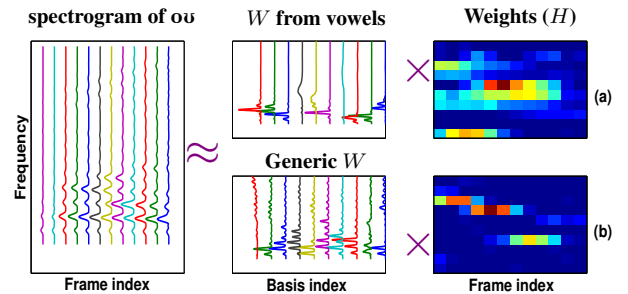 spectrogram of oʊ
W from vowels
Weights (H)
Frequency
≈
×
(a)
Generic W
×
(b)
Frame index
Basis index
Frame index